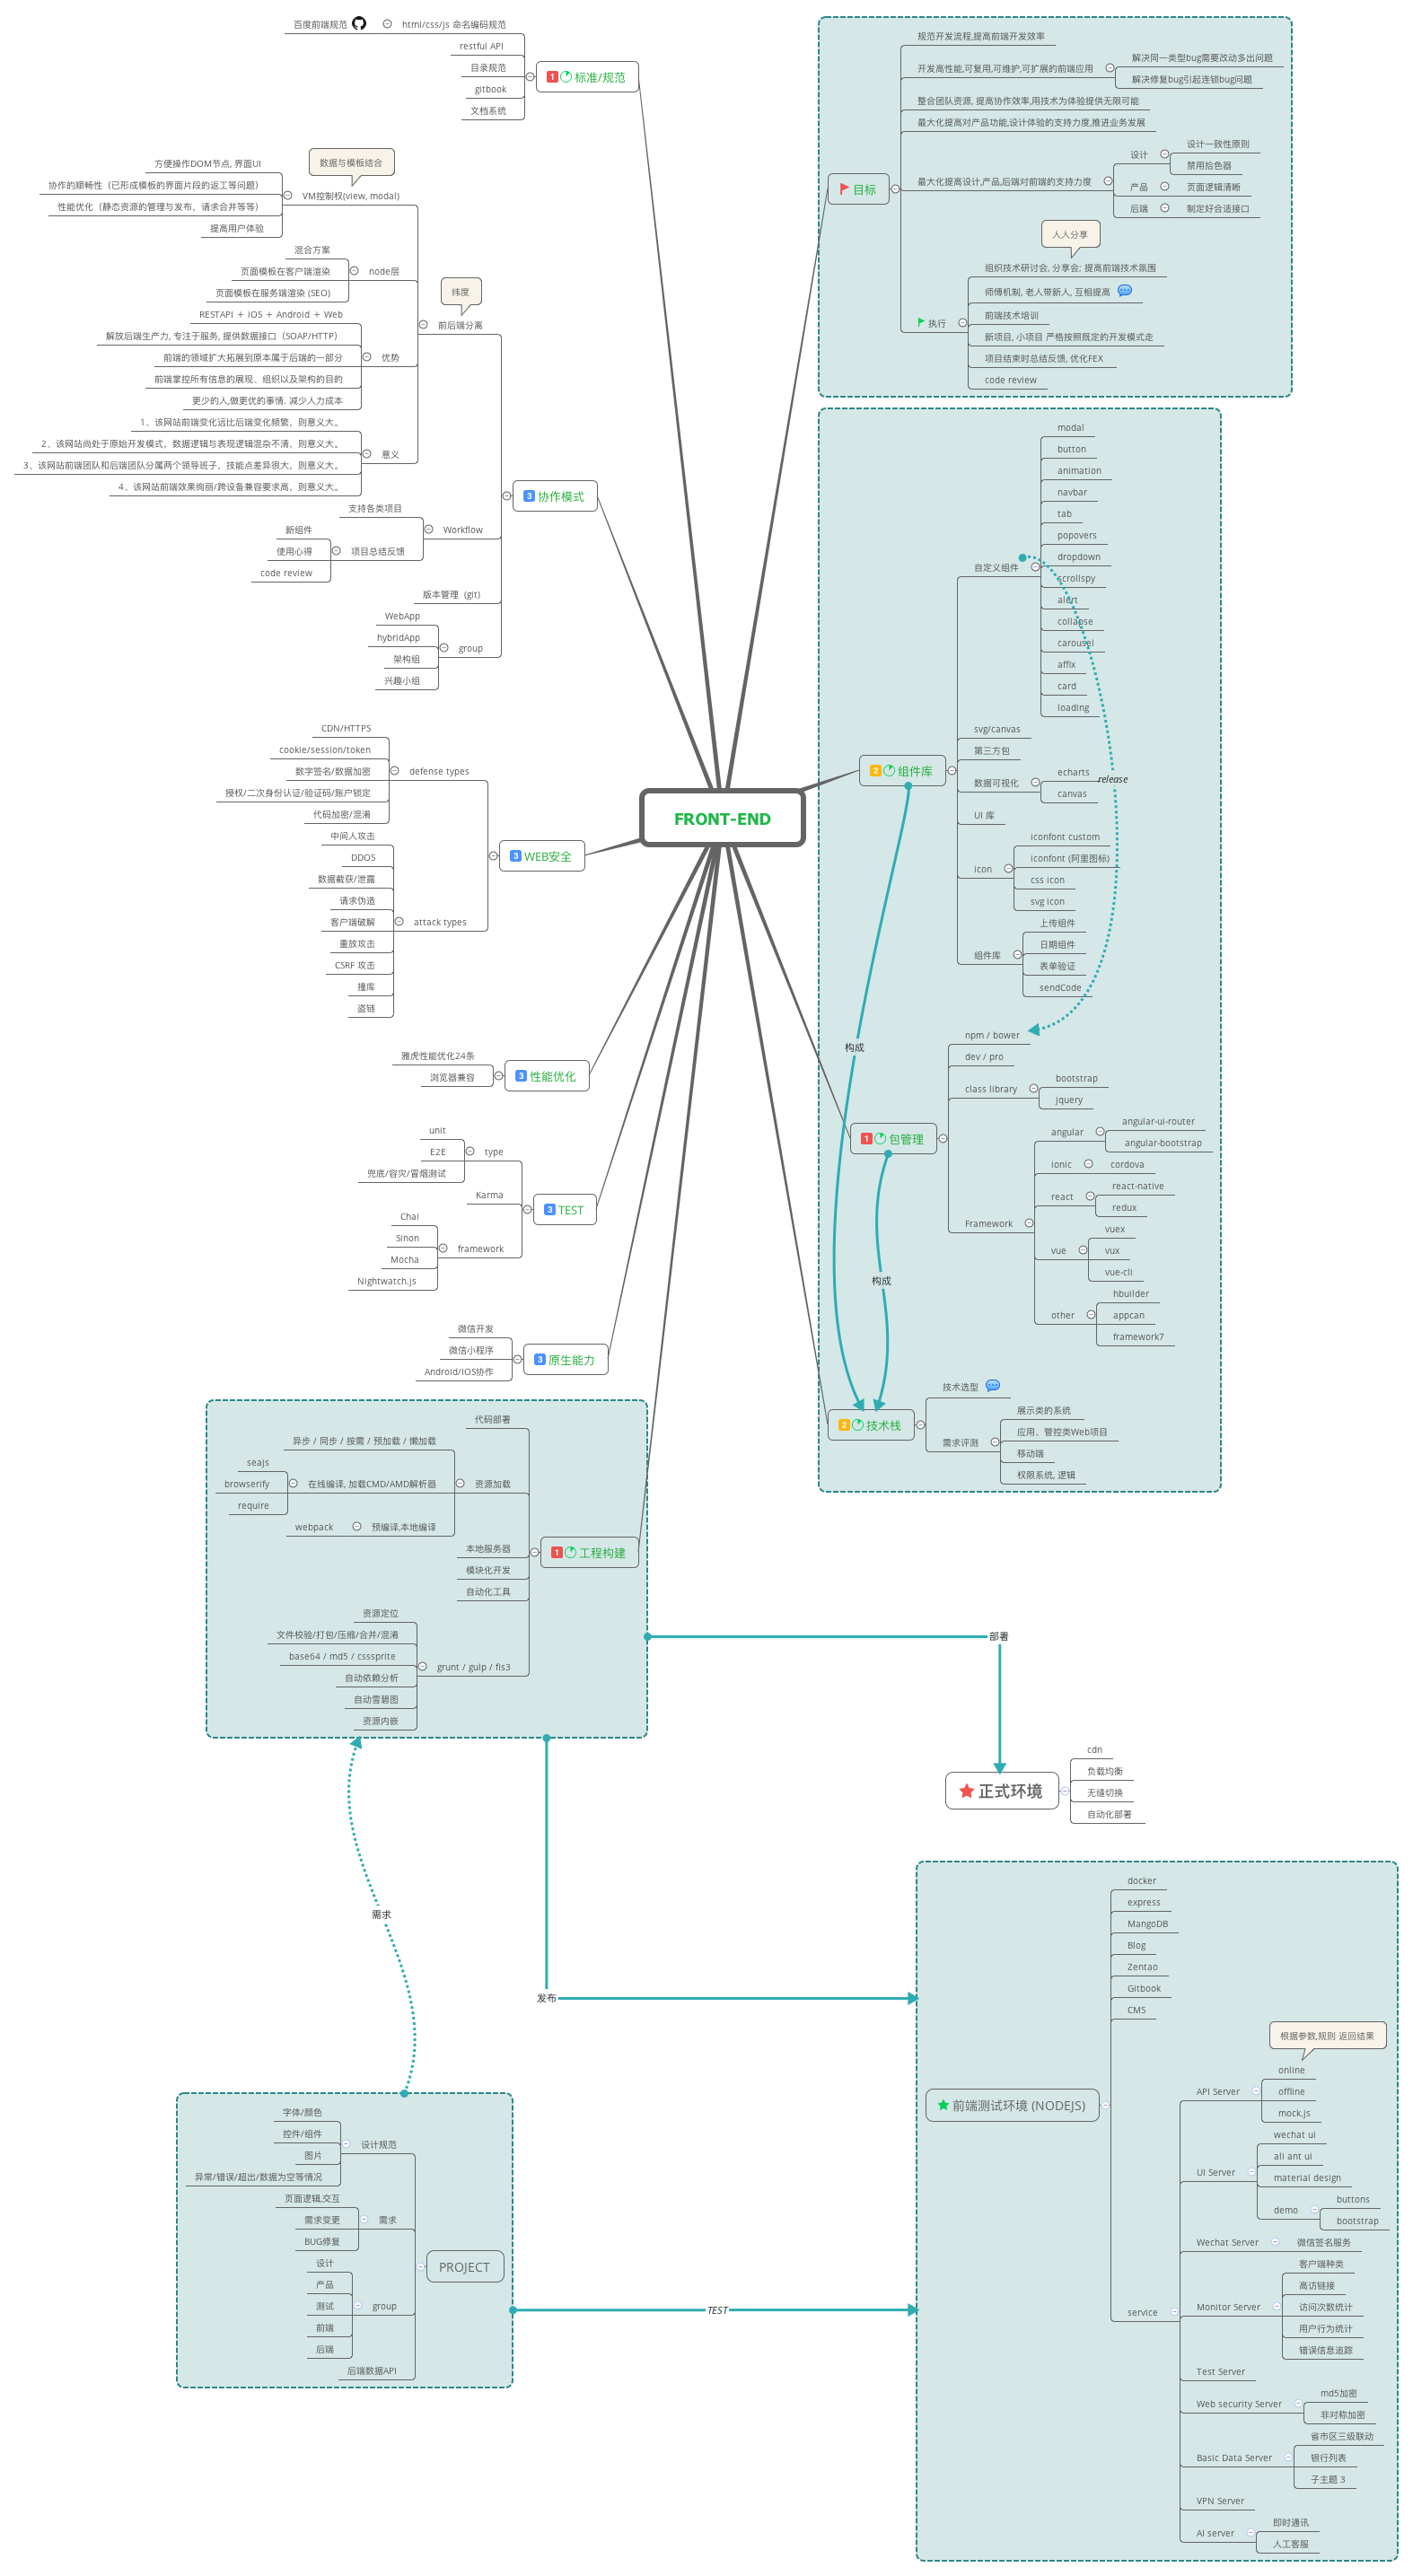 FRONT-END
标准/规范
html/css/js 命名编码规范
百度前端规范
restful API
目录规范
gitbook
文档系统
协作模式
纬度
前后端分离
数据与模板结合
VM控制权(view, modal)
方便操作DOM节点, 界面UI
协作的顺畅性（已形成模板的界面片段的返工等问题）
性能优化（静态资源的管理与发布，请求合并等等）
提高用户体验
node层
混合方案
页面模板在客户端渲染
页面模板在服务端渲染 (SEO)
优势
RESTAPI + iOS + Android + Web
解放后端生产力, 专注于服务, 提供数据接口（SOAP/HTTP）
前端的领域扩大拓展到原本属于后端的一部分
前端掌控所有信息的展现、组织以及架构的目的
更少的人,做更优的事情. 减少人力成本
意义
1、该网站前端变化远比后端变化频繁，则意义大。
2、该网站尚处于原始开发模式，数据逻辑与表现逻辑混杂不清，则意义大。
3、该网站前端团队和后端团队分属两个领导班子，技能点差异很大，则意义大。
4、该网站前端效果绚丽/跨设备兼容要求高，则意义大。
Workflow
支持各类项目
项目总结反馈
新组件
使用心得
code review
版本管理（git）
group
WebApp
hybridApp
架构组
兴趣小组
WEB安全
defense types
CDN/HTTPS
cookie/session/token
数字签名/数据加密
授权/二次身份认证/验证码/账户锁定
代码加密/混淆
attack types
中间人攻击
DDOS
数据截获/泄露
请求伪造
客户端破解
重放攻击
CSRF 攻击
撞库
盗链
性能优化
雅虎性能优化24条
浏览器兼容
TEST
type
unit
E2E
兜底/容灾/冒烟测试
Karma
framework
Chai
Sinon
Mocha
Nightwatch.js
原生能力
微信开发
微信小程序
Android/IOS协作
工程构建
代码部署
资源加载
异步 / 同步 / 按需 / 预加载 / 懒加载
在线编译, 加载CMD/AMD解析器
seajs
browserify
require
预编译,本地编译
webpack
本地服务器
模块化开发
自动化工具
grunt / gulp / fis3
资源定位
文件校验/打包/压缩/合并/混淆
base64 / md5 / csssprite
自动依赖分析
自动雪碧图
资源内嵌
目标
规范开发流程,提高前端开发效率
开发高性能,可复用,可维护,可扩展的前端应用
解决同一类型bug需要改动多出问题
解决修复bug引起连锁bug问题
整合团队资源, 提高协作效率,用技术为体验提供无限可能
最大化提高对产品功能,设计体验的支持力度,推进业务发展
最大化提高设计,产品,后端对前端的支持力度
设计
设计一致性原则
禁用拾色器
产品
页面逻辑清晰
后端
制定好合适接口
执行
人人分享
组织技术研讨会, 分享会; 提高前端技术氛围
师傅机制, 老人带新人, 互相提高
前端技术培训
新项目, 小项目 严格按照既定的开发模式走
项目结束时总结反馈, 优化FEX
code review
组件库
自定义组件
modal
button
animation
navbar
tab
popovers
dropdown
scrollspy
alert
collapse
carousel
affix
card
loading
svg/canvas
第三方包
数据可视化
echarts
canvas
UI 库
icon
iconfont custom
iconfont (阿里图标)
css icon
svg icon
组件库
上传组件
日期组件
表单验证
sendCode
release
构成
构成
包管理
npm / bower
dev / pro
class library
bootstrap
jquery
Framework
angular
angular-ui-router
angular-bootstrap
ionic
cordova
react
react-native
redux
vue
vuex
vux
vue-cli
other
hbuilder
appcan
framework7
技术栈
技术选型
需求评测
展示类的系统
应用、管控类Web项目
移动端
权限系统, 逻辑
部署
正式环境
cdn
负载均衡
无缝切换
自动化部署
需求
发布
TEST
PROJECT
设计规范
字体/颜色
控件/组件
图片
异常/错误/超出/数据为空等情况
需求
页面逻辑,交互
需求变更
BUG修复
group
设计
产品
测试
前端
后端
后端数据API
前端测试环境 (NODEJS)
docker
express
MangoDB
Blog
Zentao
Gitbook
CMS
service
API Server
根据参数,规则 返回结果
online
offline
mock.js
UI Server
wechat ui
ali ant ui
material design
demo
buttons
bootstrap
Wechat Server
微信签名服务
Monitor Server
客户端种类
高访链接
访问次数统计
用户行为统计
错误信息追踪
Test Server
Web security Server
md5加密
非对称加密
Basic Data Server
省市区三级联动
银行列表
子主题 3
VPN Server
AI server
即时通讯
人工客服